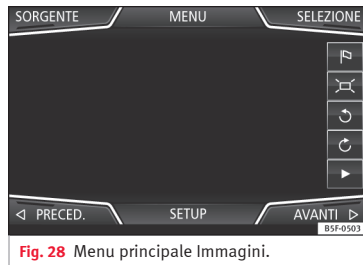 SORGENTE MENU SELEZIONE
PRECED. SETUP AVANTI
B5F-0503
Fig. 28 Menu principale Immagini.